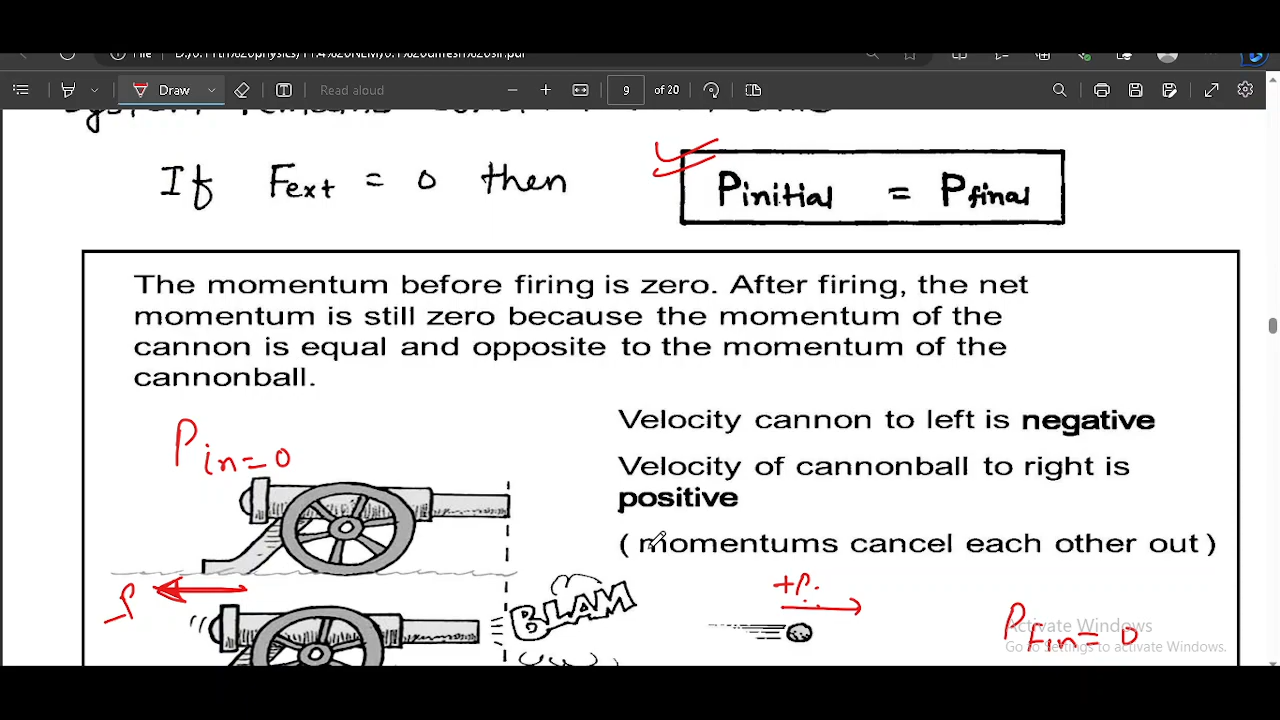 File
Draw
Read aloud
9 of 20
If Fext = 0 then Pinitial = Pfinal
The momentum before firing is zero. After firing, the net
momentum is still zero because the momentum of the
cannon is equal and opposite to the momentum of the
cannonball.
Pin=0
Velocity cannon to left is negative
Velocity of cannonball to right is
positive
(momentums cancel each other out)
-P
BLAM
+P.
PFin= 0
Activate Windows
Go to Settings to activate Windows.